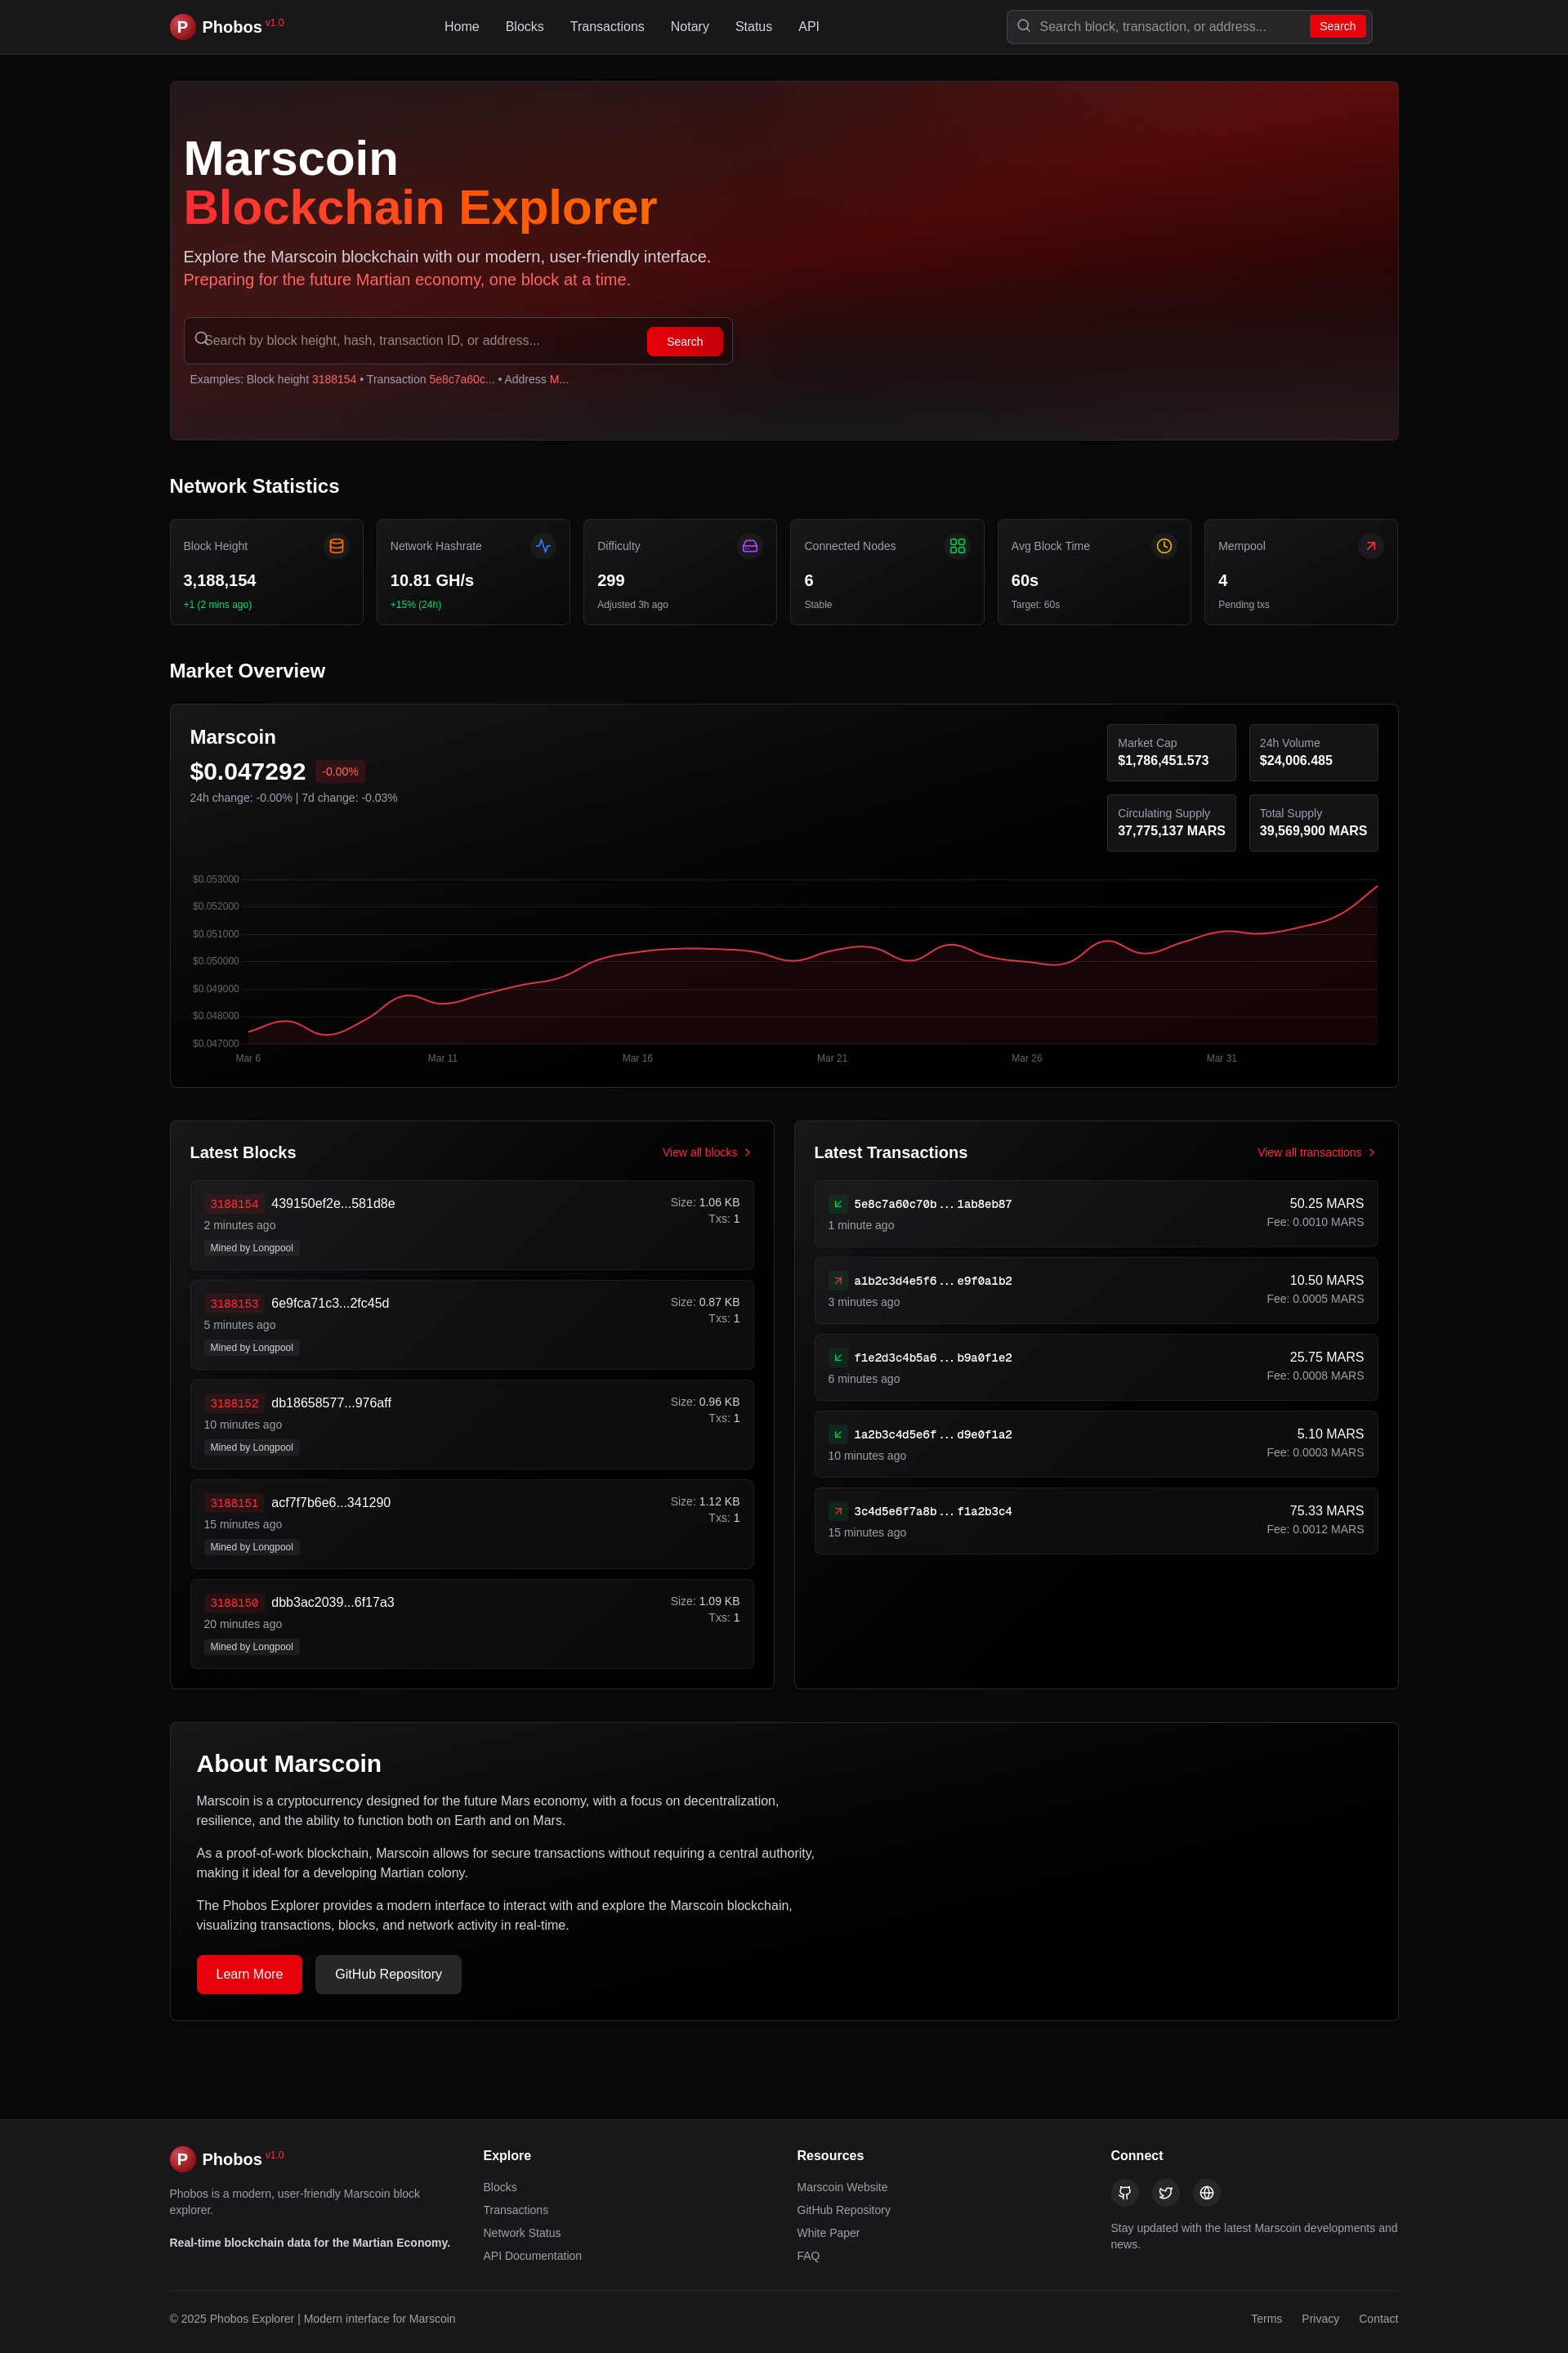 P Phobos v1.0
Home Blocks Transactions Notary Status API
Search block, transaction, or address... Search
Marscoin
Blockchain Explorer
Explore the Marscoin blockchain with our modern, user-friendly interface.
Preparing for the future Martian economy, one block at a time.
Search by block height, hash, transaction ID, or address... Search
Examples: Block height 3188154 • Transaction 5e8c7a60c... • Address M...
Network Statistics
Block Height
3,188,154
+1 (2 mins ago)
Network Hashrate
10.81 GH/s
+15% (24h)
Difficulty
299
Adjusted 3h ago
Connected Nodes
6
Stable
Avg Block Time
60s
Target: 60s
Mempool
4
Pending txs
Market Overview
Marscoin
$0.047292 -0.00%
24h change: -0.00% | 7d change: -0.03%
Market Cap
$1,786,451.573
24h Volume
$24,006.485
Circulating Supply
37,775,137 MARS
Total Supply
39,569,900 MARS
$0.053000
$0.052000
$0.051000
$0.050000
$0.049000
$0.048000
$0.047000
Mar 6 Mar 11 Mar 16 Mar 21 Mar 26 Mar 31
Latest Blocks View all blocks
3188154 439150ef2e...581d8e Size: 1.06 KB
2 minutes ago Txs: 1
Mined by Longpool
3188153 6e9fca71c3...2fc45d Size: 0.87 KB
5 minutes ago Txs: 1
Mined by Longpool
3188152 db18658577...976aff Size: 0.96 KB
10 minutes ago Txs: 1
Mined by Longpool
3188151 acf7f7b6e6...341290 Size: 1.12 KB
15 minutes ago Txs: 1
Mined by Longpool
3188150 dbb3ac2039...6f17a3 Size: 1.09 KB
20 minutes ago Txs: 1
Mined by Longpool
Latest Transactions View all transactions
5e8c7a60c70b...1ab8eb87 50.25 MARS
1 minute ago Fee: 0.0010 MARS
a1b2c3d4e5f6...e9f0a1b2 10.50 MARS
3 minutes ago Fee: 0.0005 MARS
f1e2d3c4b5a6...b9a0f1e2 25.75 MARS
6 minutes ago Fee: 0.0008 MARS
1a2b3c4d5e6f...d9e0f1a2 5.10 MARS
10 minutes ago Fee: 0.0003 MARS
3c4d5e6f7a8b...f1a2b3c4 75.33 MARS
15 minutes ago Fee: 0.0012 MARS
About Marscoin
Marscoin is a cryptocurrency designed for the future Mars economy, with a focus on decentralization,
resilience, and the ability to function both on Earth and on Mars.
As a proof-of-work blockchain, Marscoin allows for secure transactions without requiring a central authority,
making it ideal for a developing Martian colony.
The Phobos Explorer provides a modern interface to interact with and explore the Marscoin blockchain,
visualizing transactions, blocks, and network activity in real-time.
Learn More GitHub Repository
P Phobos v1.0
Phobos is a modern, user-friendly Marscoin block
explorer.
Real-time blockchain data for the Martian Economy.
Explore
Blocks
Transactions
Network Status
API Documentation
Resources
Marscoin Website
GitHub Repository
White Paper
FAQ
Connect
Stay updated with the latest Marscoin developments and
news.
© 2025 Phobos Explorer | Modern interface for Marscoin
Terms Privacy Contact